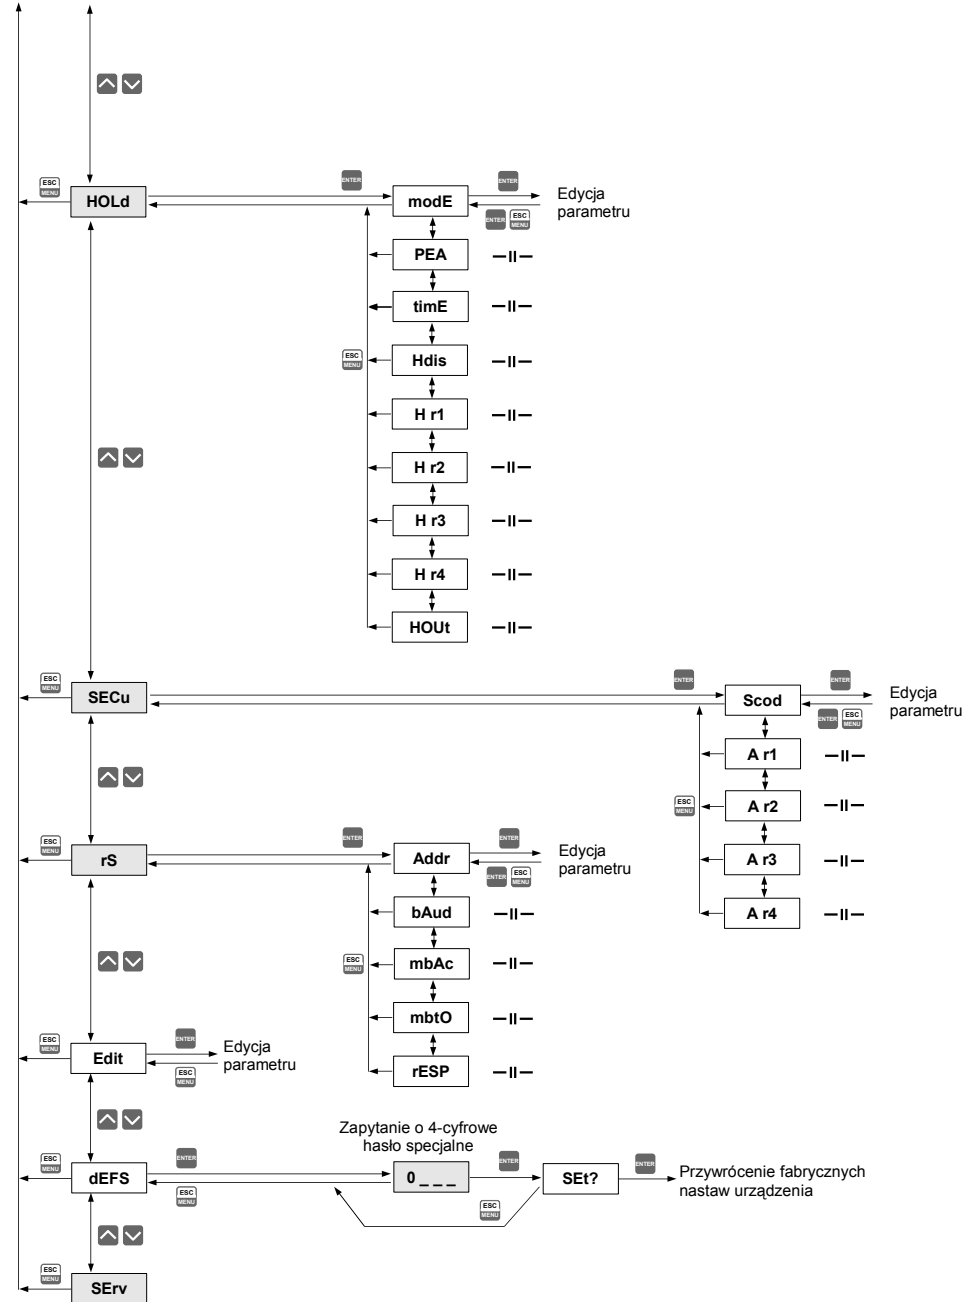 ESC
MENU
HOLd
ENTER
modE
ENTER
ENTER
ESC
MENU
Edycja
parametru
PEA
—II—
timE
—II—
ESC
MENU
Hdis
—II—
H r1
—II—
H r2
—II—
H r3
—II—
H r4
—II—
HOUt
—II—
ESC
MENU
SECu
ENTER
Scod
ENTER
ENTER
ESC
MENU
Edycja
parametru
A r1
—II—
ESC
MENU
A r2
—II—
A r3
—II—
A r4
—II—
ESC
MENU
rS
ENTER
Addr
ENTER
ENTER
ESC
MENU
Edycja
parametru
bAud
—II—
ESC
MENU
mbAc
—II—
mbtO
—II—
rESP
—II—
ESC
MENU
Edit
ENTER
ESC
MENU
Edycja
parametru
Zapytanie o 4-cyfrowe
hasło specjalne
ESC
MENU
dEFS
ENTER
ESC
MENU
0 _ _ _
ENTER
ESC
MENU
SEt?
ENTER
Przywrócenie fabrycznych
nastaw urządzenia
ESC
MENU
SErv